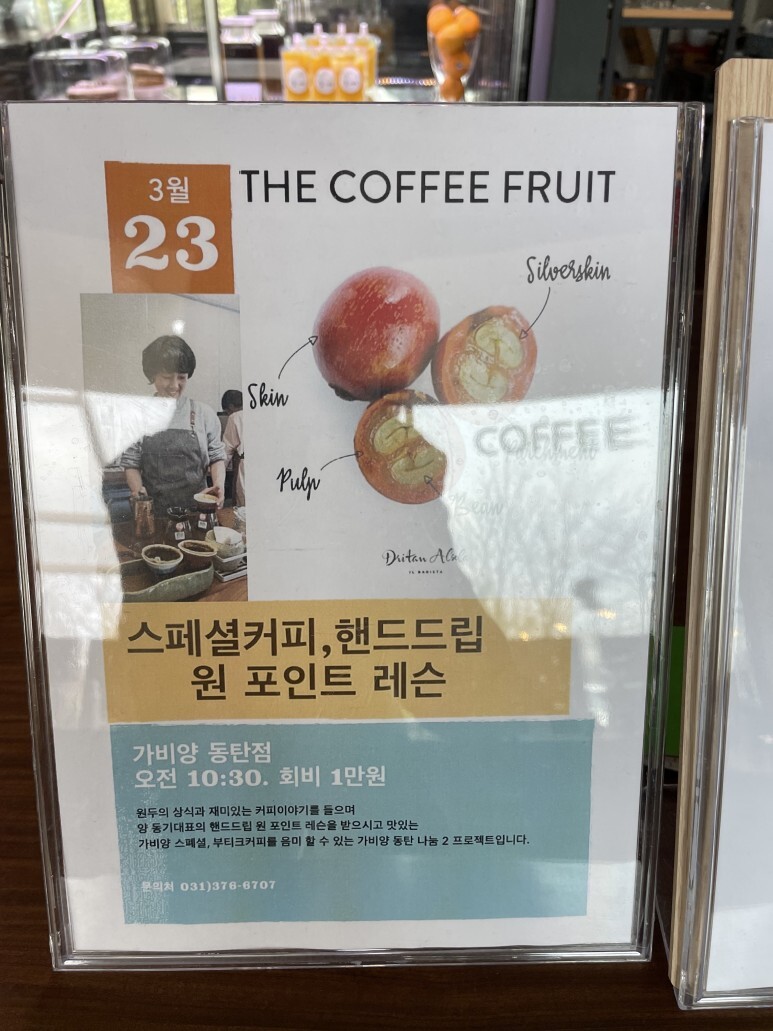 3월
23
THE COFFEE FRUIT
Silverskin
Skin
COFFEE
Parchment
Pulp
Bean
Dritan Al
IL BARISTA
스페셜커피,핸드드립
원 포인트 레슨
가비양 동탄점
오전 10:30. 회비 1만원
원두의 상식과 재미있는 커피이야기를 들으며
양 동기대표의 핸드드립 원 포인트 레슨을 받으시고 맛있는
가비양 스페셜, 부티크커피를 음미 할 수 있는 가비양 동탄 나눔 2 프로젝트입니다.
문의처 031)376-6707